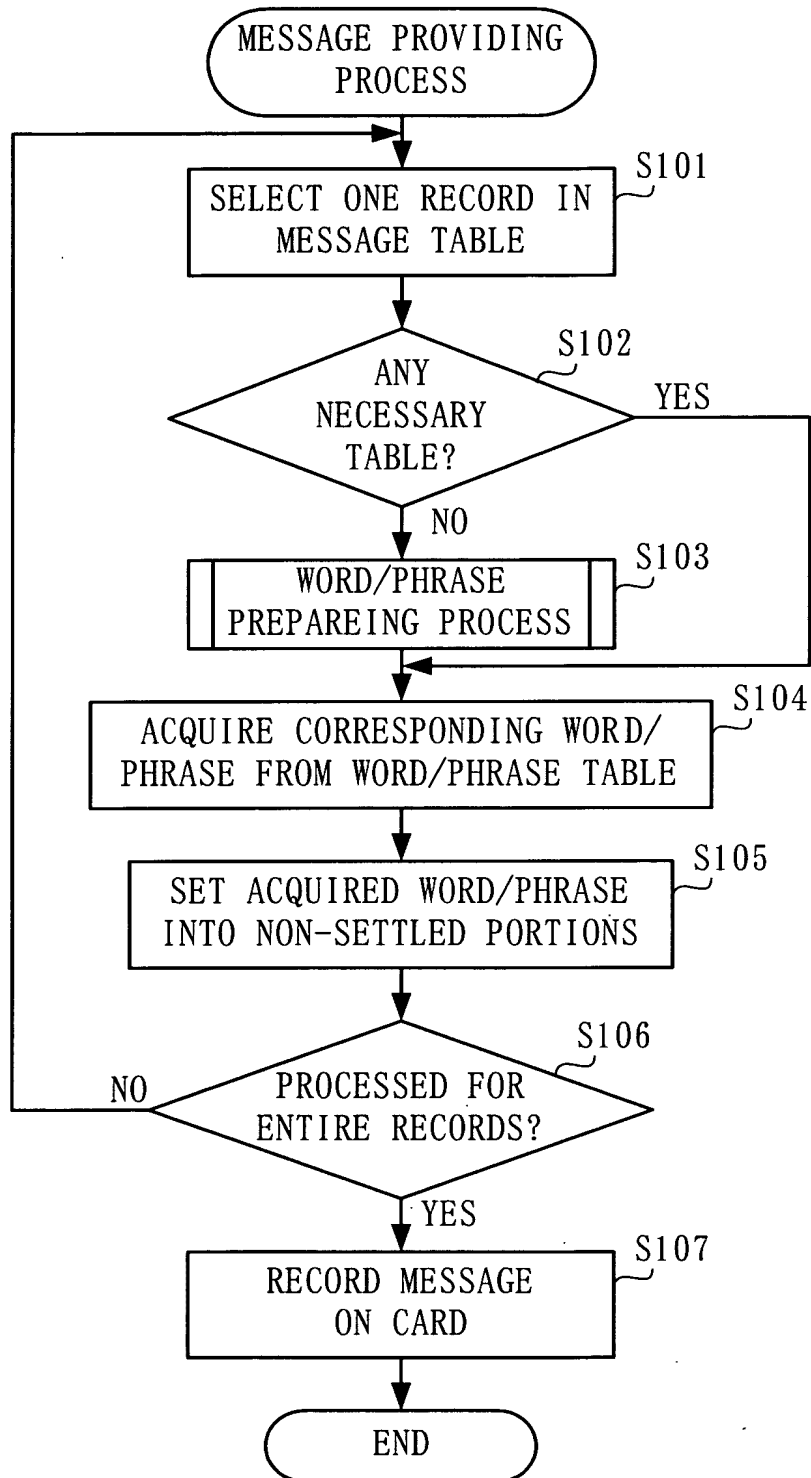 MESSAGE PROVIDING
PROCESS
S101
SELECT ONE RECORD IN
MESSAGE TABLE
S102
ANY
NECESSARY
TABLE?
YES
NO
S103
WORD/PHRASE
PREPAREING PROCESS
S104
ACQUIRE CORRESPONDING WORD/
PHRASE FROM WORD/PHRASE TABLE
S105
SET ACQUIRED WORD/PHRASE
INTO NON-SETTLED PORTIONS
S106
NO
PROCESSED FOR
ENTIRE RECORDS?
YES
S107
RECORD MESSAGE
ON CARD
END